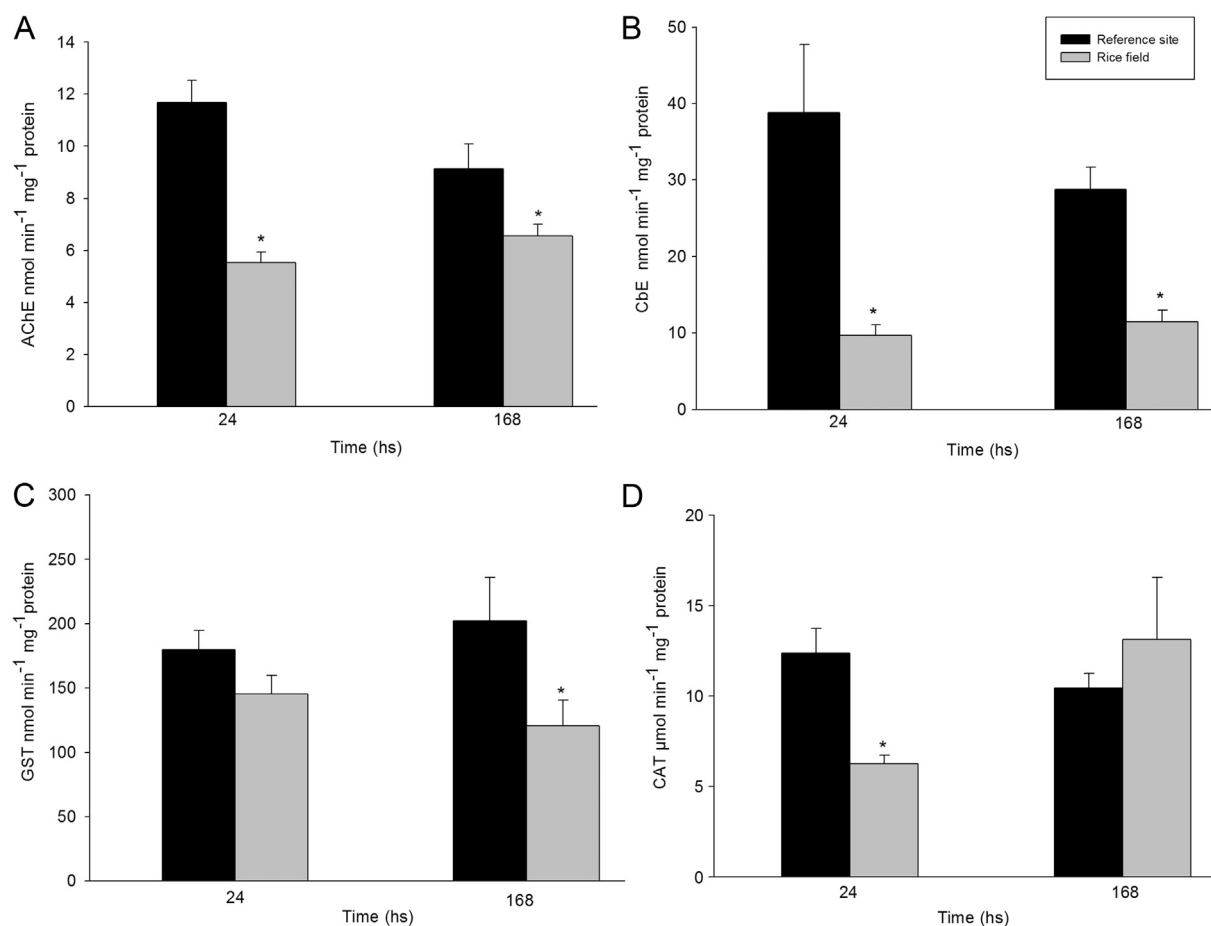 A
14
12
10
8
6
4
2
0
AChE nmol min⁻¹ mg⁻¹ protein
*
*
24
168
Time (hs)
B
50
40
30
20
10
0
CbE nmol min⁻¹ mg⁻¹ protein
Reference site
Rice field
*
*
24
168
Time (hs)
C
300
250
200
150
100
50
0
GST nmol min⁻¹ mg⁻¹protein
*
24
168
Time (hs)
D
20
15
10
5
0
CAT µmol min⁻¹ mg⁻¹ protein
*
24
168
Time (hs)